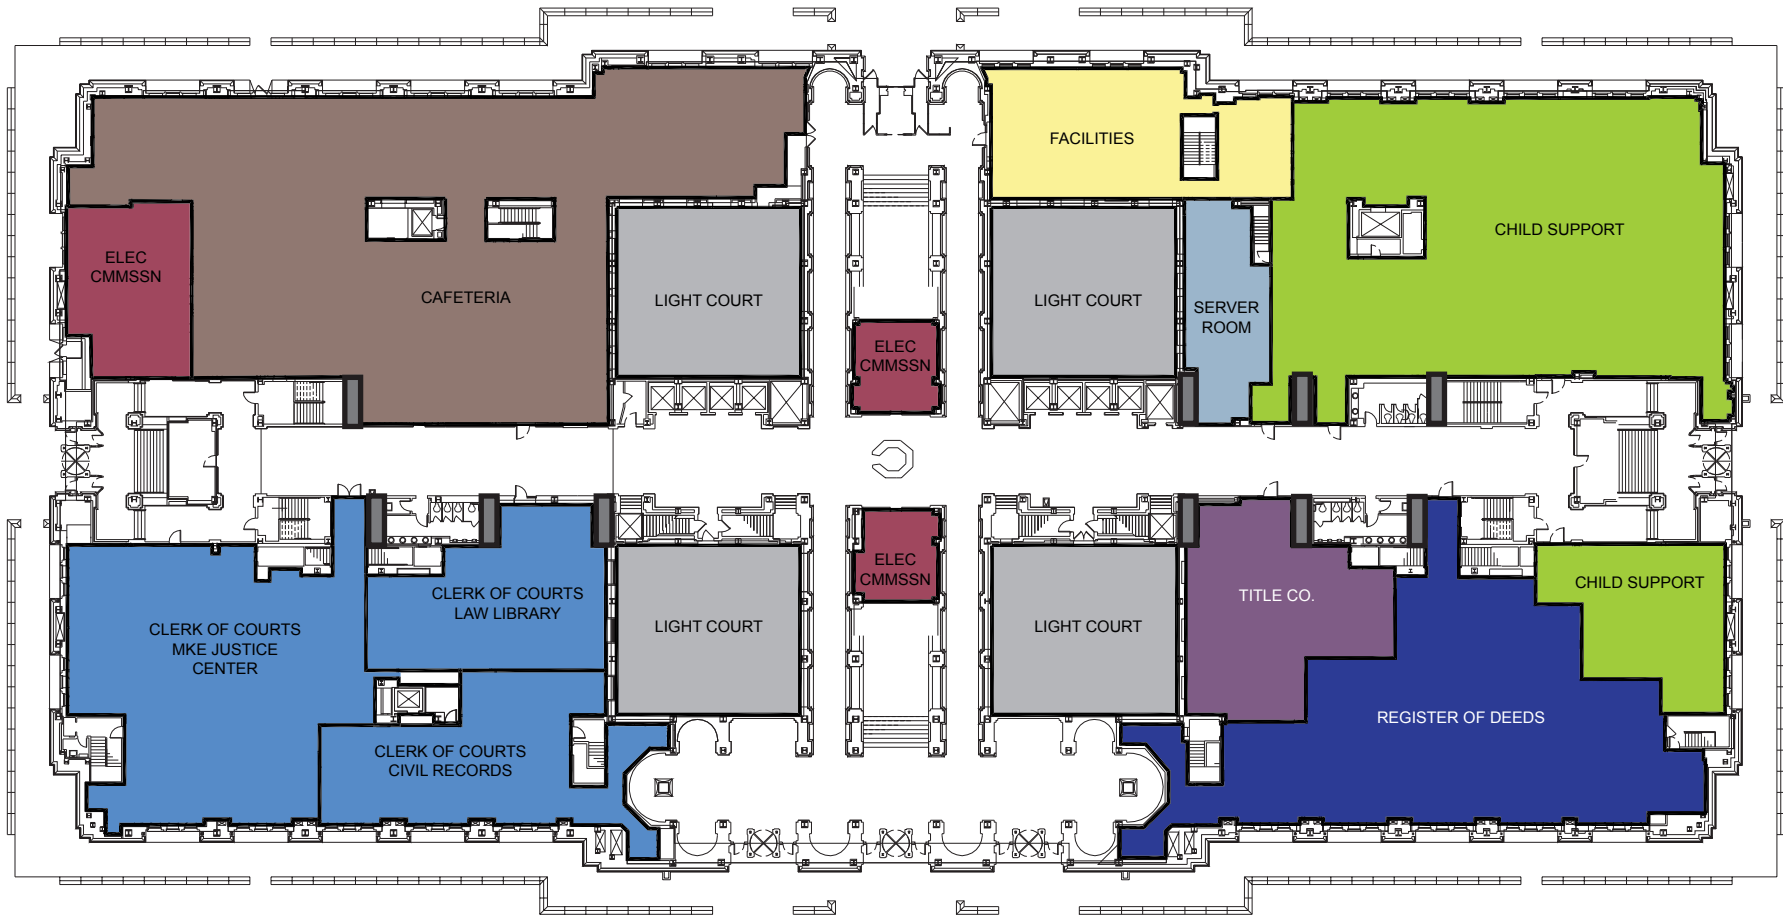 FACILITIES
CHILD SUPPORT
ELEC
CMMSSN
CAFETERIA
LIGHT COURT
ELEC
CMMSSN
LIGHT COURT
SERVER
ROOM
CLERK OF COURTS
LAW LIBRARY
CLERK OF COURTS
MKE JUSTICE
CENTER
LIGHT COURT
ELEC
CMMSSN
LIGHT COURT
TITLE CO.
CHILD SUPPORT
CLERK OF COURTS
CIVIL RECORDS
REGISTER OF DEEDS